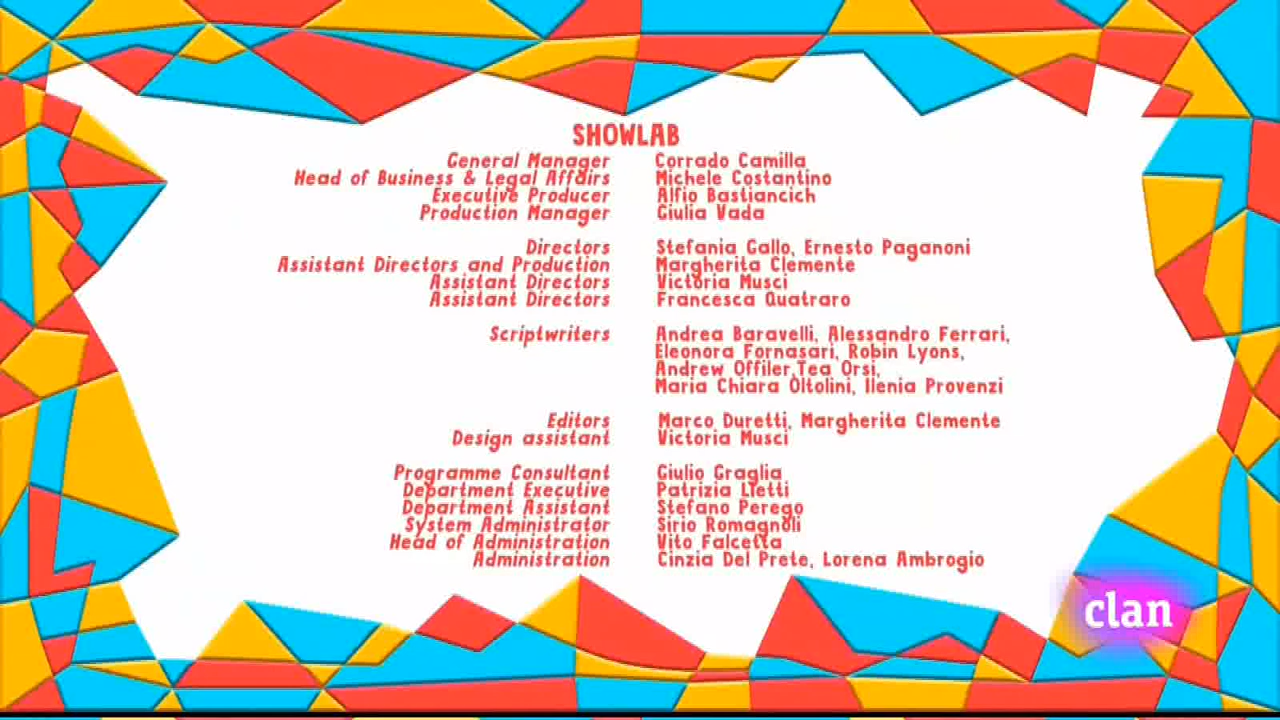 SHOWLAB
General Manager Corrado Camilla
Head of Business & Legal Affairs Michele Costantino
Executive Producer Alfio Bastiancich
Production Manager Giulia Vada
Directors Stefania Gallo, Ernesto Paganoni
Assistant Directors and Production Margherita Clemente
Assistant Directors Victoria Musci
Assistant Directors Francesca Quatraro
Scriptwriters Andrea Baravelli, Alessandro Ferrari,
Eleonora Fornasari, Robin Lyons,
Andrew Offiler,Tea Orsi,
Maria Chiara Oltolini, Ilenia Provenzi
Editors Marco Duretti, Margherita Clemente
Design assistant Victoria Musci
Programme Consultant Giulio Graglia
Department Executive Patrizia
Department Assistant Stefano Perego
System Administrator Sirio Romagnoli
Head of Administration Vito Falcetta
Administration Cinzia Del Prete, Lorena Ambrogio
clan